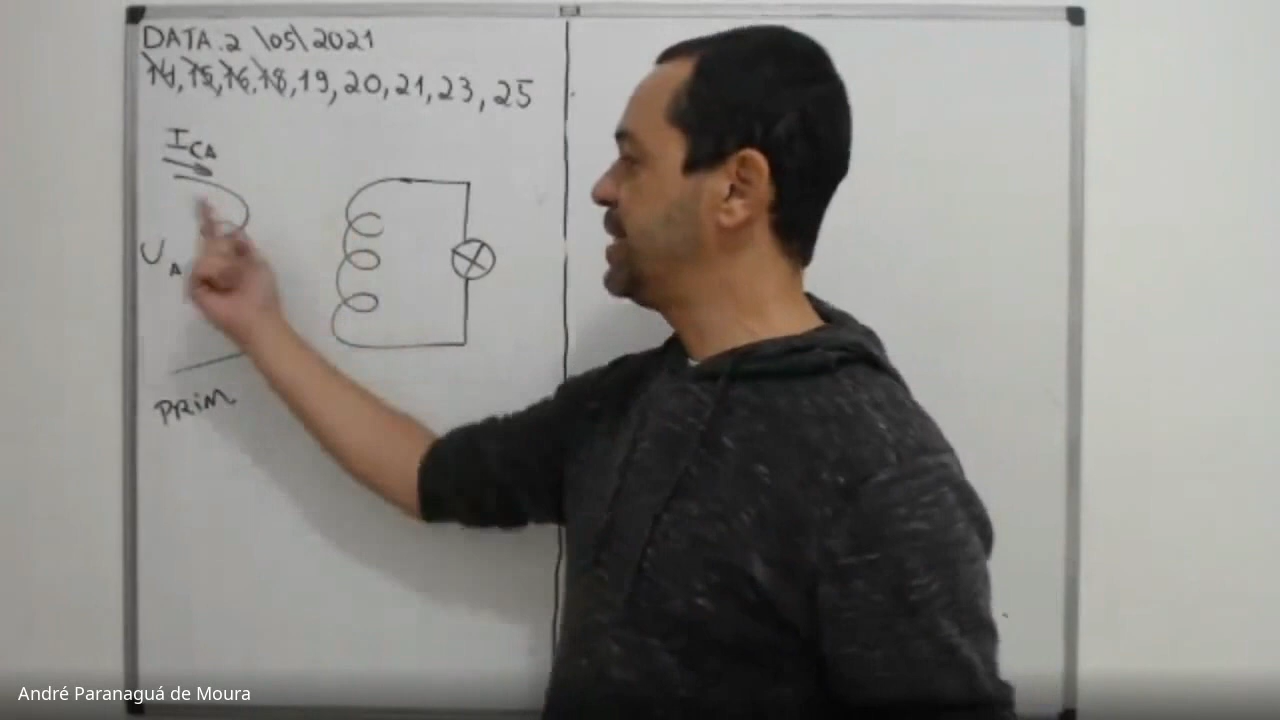 DATA.2 \05\2021
14, 15, 16, 18, 19, 20, 21, 23, 25
ICA
UA
PRIM.
André Paranaguá de Moura